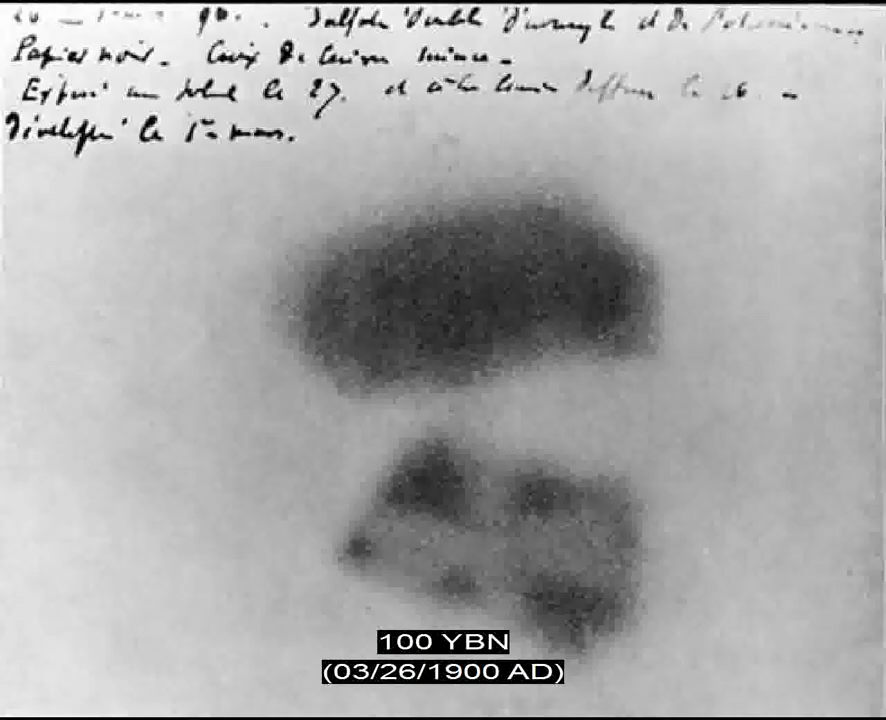 96. Sulfate double d'uranyle et de
Papier noir. Croix de cuivre mince.
Exposé au soleil le 27. et à la lumière diffuse le 26.
Développé le 1er mars.
100 YBN
(03/26/1900 AD)